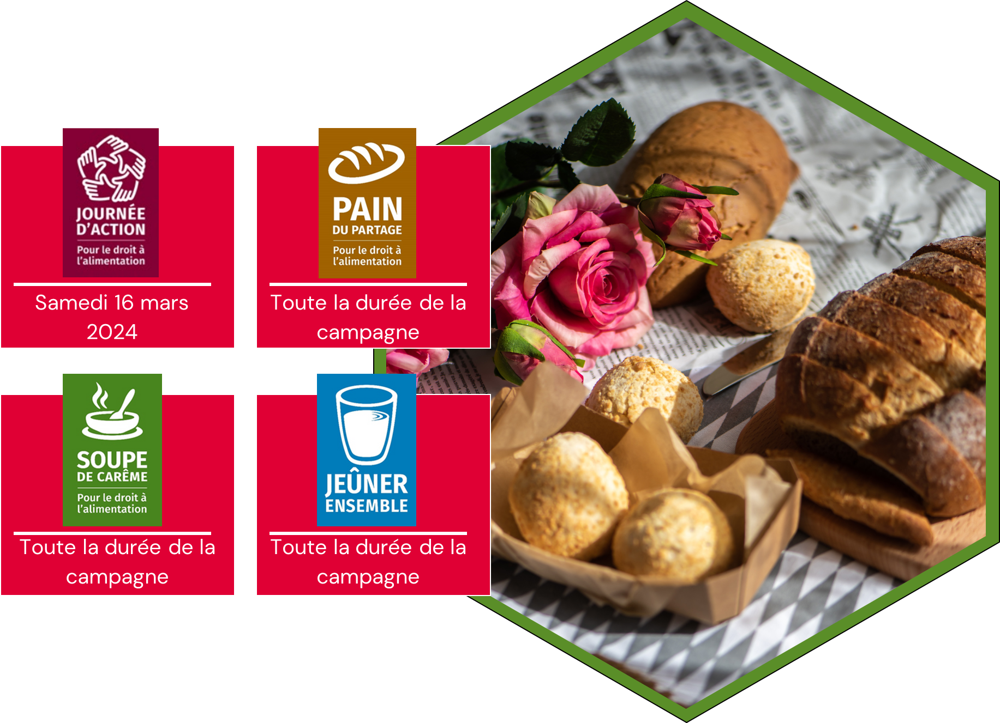 JOURNÉE
D'ACTION
Pour le droit à
l'alimentation
Samedi 16 mars
2024
PAIN
DU PARTAGE
Pour le droit à
l'alimentation
Toute la durée de la
campagne
SOUPE
DE CARÊME
Pour le droit à
l'alimentation
Toute la durée de la
campagne
JEÛNER
ENSEMBLE
Toute la durée de la
campagne